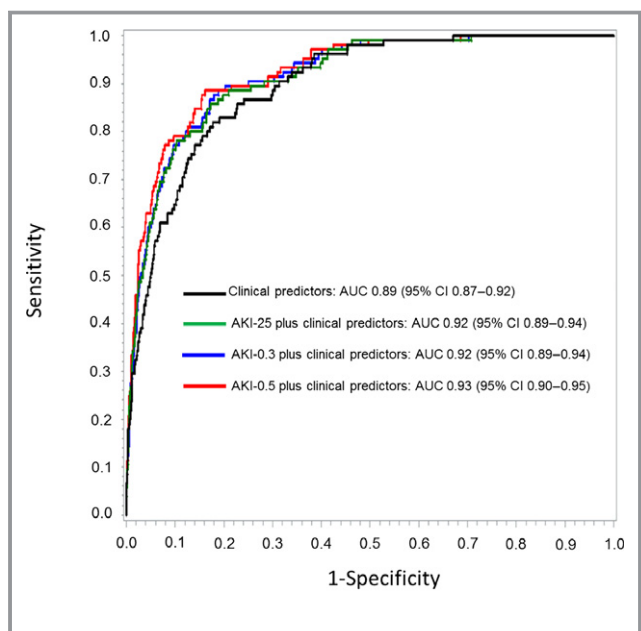 1.0
0.9
0.8
0.7
0.6
0.5
0.4
0.3
0.2
0.1
0.0
Sensitivity
Clinical predictors: AUC 0.89 (95% CI 0.87–0.92)
AKI-25 plus clinical predictors: AUC 0.92 (95% CI 0.89–0.94)
AKI-0.3 plus clinical predictors: AUC 0.92 (95% CI 0.89–0.94)
AKI-0.5 plus clinical predictors: AUC 0.93 (95% CI 0.90–0.95)
0.0 0.1 0.2 0.3 0.4 0.5 0.6 0.7 0.8 0.9 1.0
1-Specificity